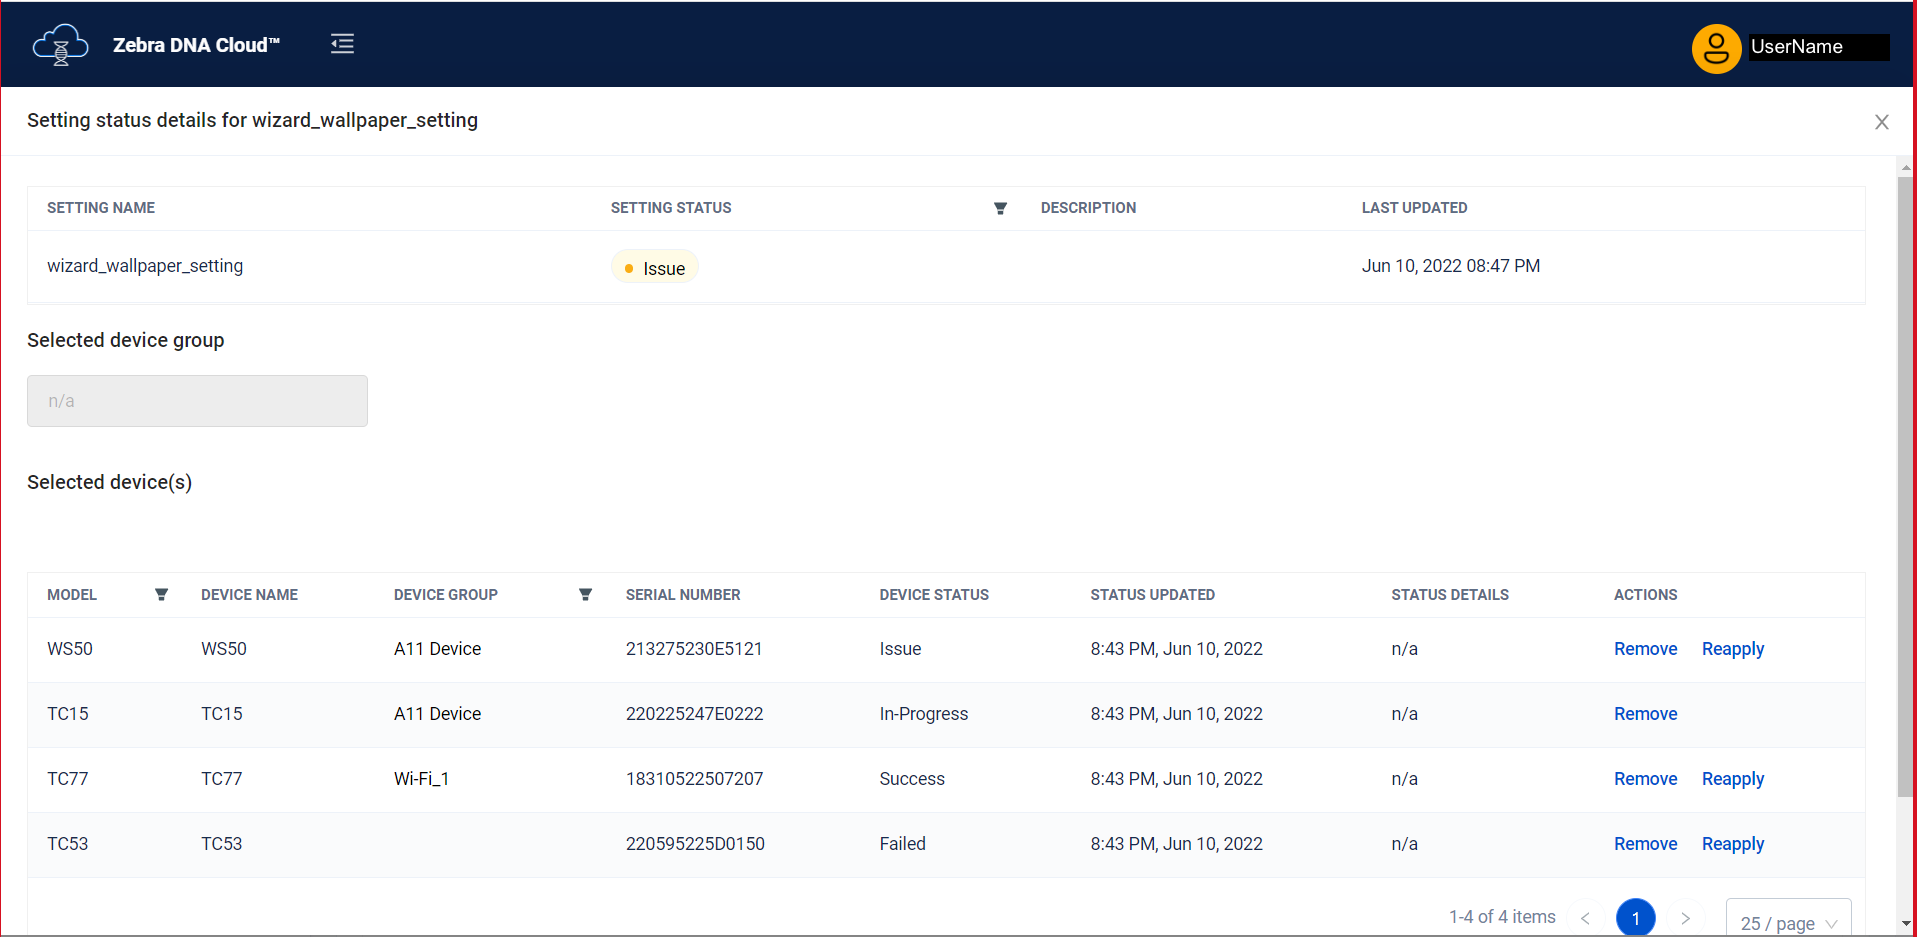 Zebra DNA Cloud™
UserName
Setting status details for wizard_wallpaper_setting
SETTING NAME SETTING STATUS DESCRIPTION LAST UPDATED
wizard_wallpaper_setting Issue Jun 10, 2022 08:47 PM
Selected device group
n/a
Selected device(s)
MODEL DEVICE NAME DEVICE GROUP SERIAL NUMBER DEVICE STATUS STATUS UPDATED STATUS DETAILS ACTIONS
WS50 WS50 A11 Device 213275230E5121 Issue 8:43 PM, Jun 10, 2022 n/a Remove Reapply
TC15 TC15 A11 Device 220225247E0222 In-Progress 8:43 PM, Jun 10, 2022 n/a Remove
TC77 TC77 Wi-Fi_1 18310522507207 Success 8:43 PM, Jun 10, 2022 n/a Remove Reapply
TC53 TC53 220595225D0150 Failed 8:43 PM, Jun 10, 2022 n/a Remove Reapply
1-4 of 4 items < 1 > 25 / page